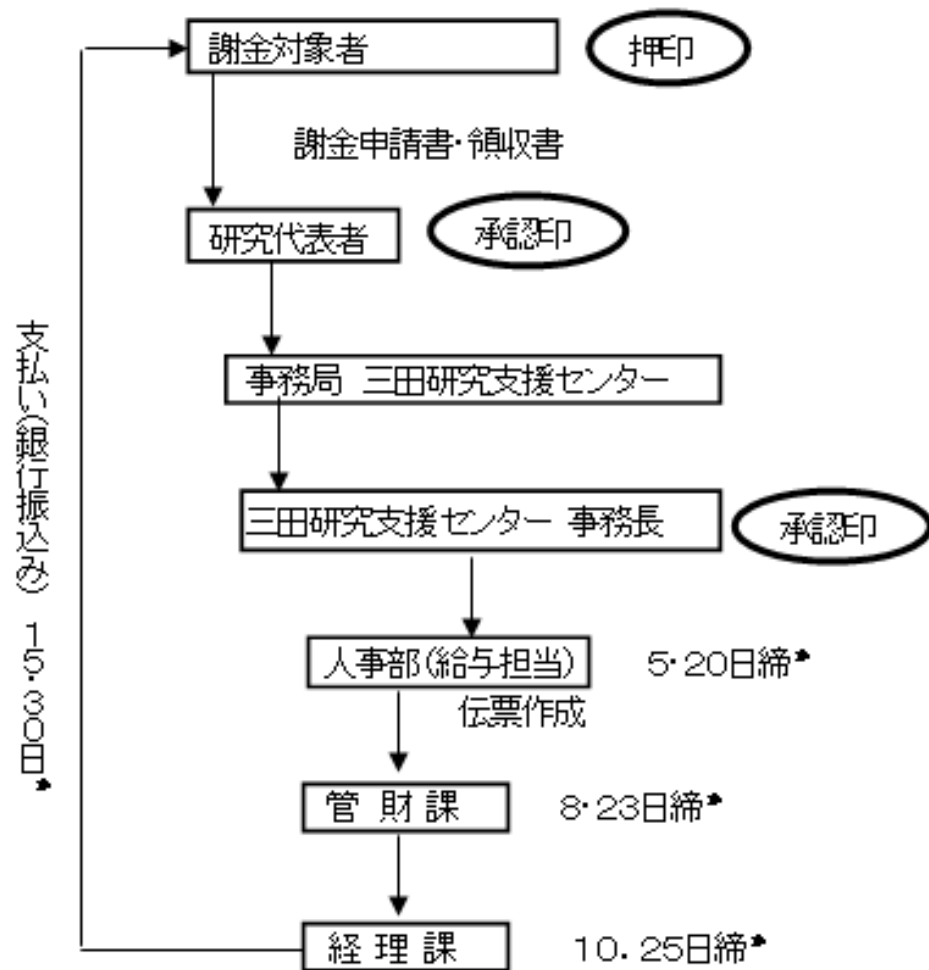 謝金対象者
押印
謝金申請書・領収書
研究代表者
承認印
事務局 三田研究支援センター
三田研究支援センター 事務長
承認印
人事部(給与担当)
5・20日締*
伝票作成
管 財 課
8・23日締*
経 理 課
10．25日締*
支払い(銀行振込み) 15・30日*